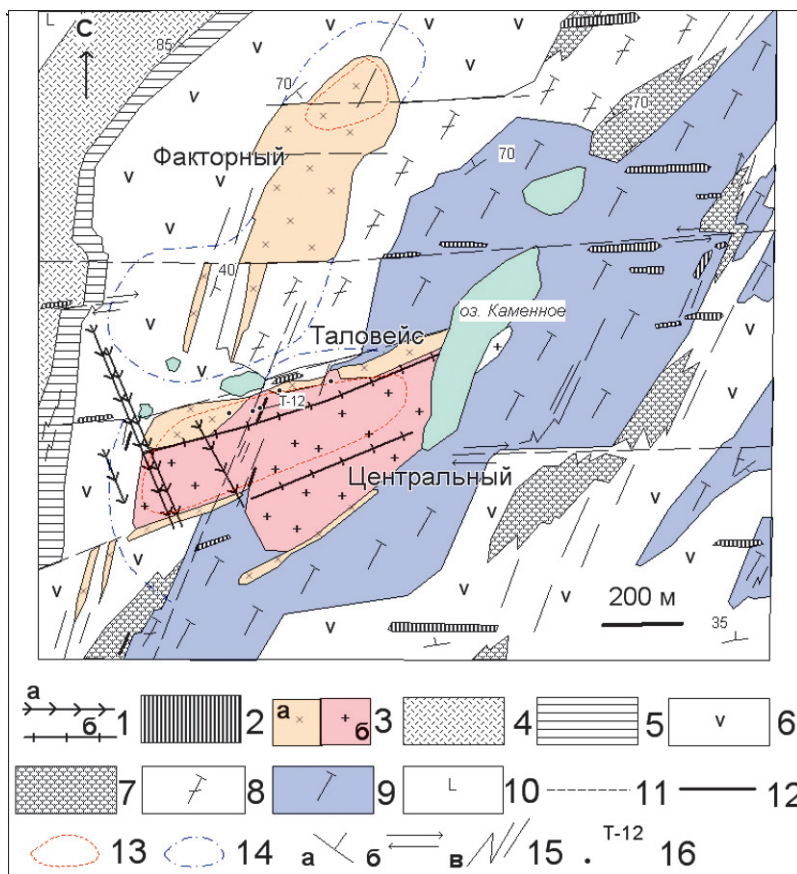 L
С
85
70
Факторный
70
70
40
оз. Каменное
Таловейс
Т-12
Центральный
200 м
35
а
б 1
2
а
б 3
4
5
6
7
8
9
10
11
12
13
14
а
б
в
15
Т-12
16